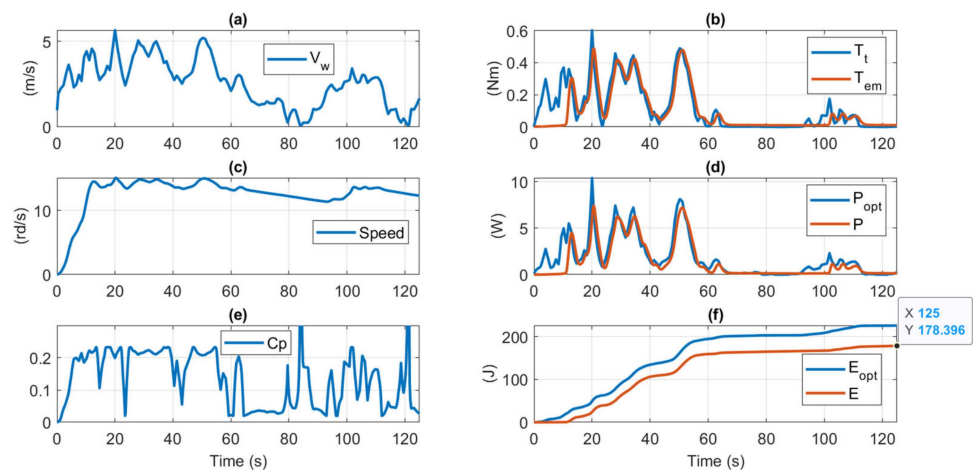 (a)
5
0
(m/s)
V_w
0 20 40 60 80 100 120
(b)
0.6
0.4
0.2
0
(Nm)
T_t
T_em
0 20 40 60 80 100 120
(c)
10
0
(rd/s)
Speed
0 20 40 60 80 100 120
(d)
10
5
0
(W)
P_opt
P
0 20 40 60 80 100 120
(e)
0.2
0.1
0
Cp
0 20 40 60 80 100 120
Time (s)
(f)
200
100
0
(J)
E_opt
E
X 125
Y 178.396
0 20 40 60 80 100 120
Time (s)